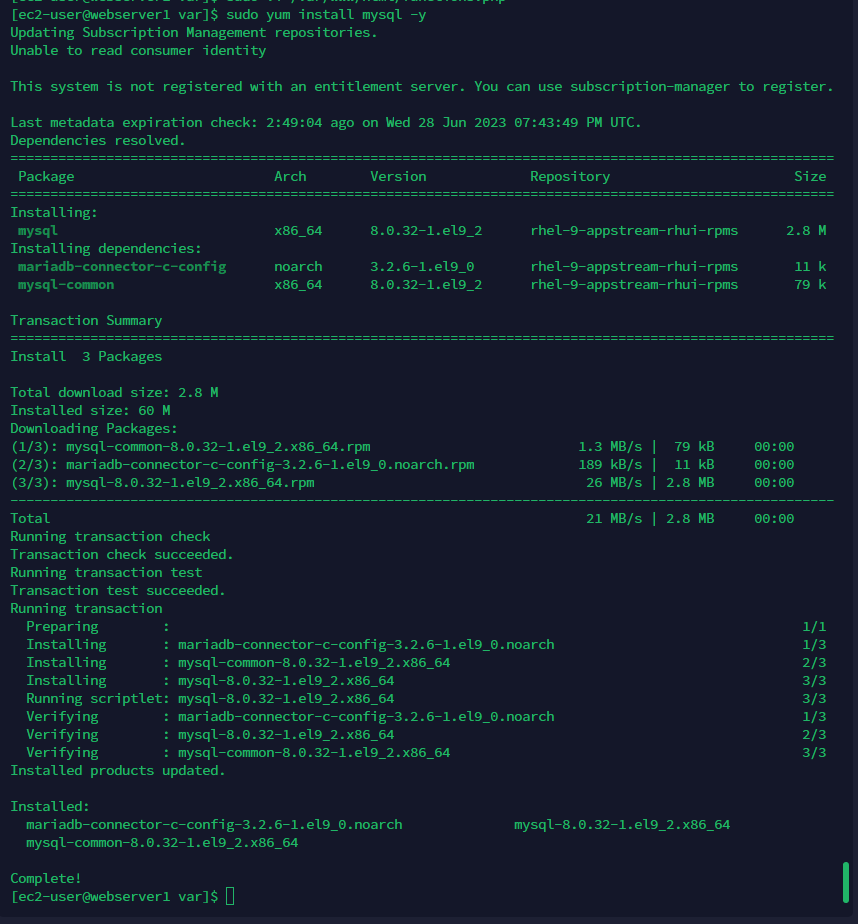 [ec2-user@webserver1 var]$ sudo yum install mysql -y
Updating Subscription Management repositories.
Unable to read consumer identity
This system is not registered with an entitlement server. You can use subscription-manager to register.
Last metadata expiration check: 2:49:04 ago on Wed 28 Jun 2023 07:43:49 PM UTC.
Dependencies resolved.
Package Arch Version Repository Size
Installing:
mysql x86_64 8.0.32-1.el9_2 rhel-9-appstream-rhui-rpms 2.8 M
Installing dependencies:
mariadb-connector-c-config noarch 3.2.6-1.el9_0 rhel-9-appstream-rhui-rpms 11 k
mysql-common x86_64 8.0.32-1.el9_2 rhel-9-appstream-rhui-rpms 79 k
Transaction Summary
Install 3 Packages
Total download size: 2.8 M
Installed size: 60 M
Downloading Packages:
(1/3): mysql-common-8.0.32-1.el9_2.x86_64.rpm 1.3 MB/s | 79 kB 00:00
(2/3): mariadb-connector-c-config-3.2.6-1.el9_0.noarch.rpm 189 kB/s | 11 kB 00:00
(3/3): mysql-8.0.32-1.el9_2.x86_64.rpm 26 MB/s | 2.8 MB 00:00
Total 21 MB/s | 2.8 MB 00:00
Running transaction check
Transaction check succeeded.
Running transaction test
Transaction test succeeded.
Running transaction
Preparing : 1/1
Installing : mariadb-connector-c-config-3.2.6-1.el9_0.noarch 1/3
Installing : mysql-common-8.0.32-1.el9_2.x86_64 2/3
Installing : mysql-8.0.32-1.el9_2.x86_64 3/3
Running scriptlet: mysql-8.0.32-1.el9_2.x86_64 3/3
Verifying : mariadb-connector-c-config-3.2.6-1.el9_0.noarch 1/3
Verifying : mysql-8.0.32-1.el9_2.x86_64 2/3
Verifying : mysql-common-8.0.32-1.el9_2.x86_64 3/3
Installed products updated.
Installed:
mariadb-connector-c-config-3.2.6-1.el9_0.noarch mysql-8.0.32-1.el9_2.x86_64
mysql-common-8.0.32-1.el9_2.x86_64
Complete!
[ec2-user@webserver1 var]$